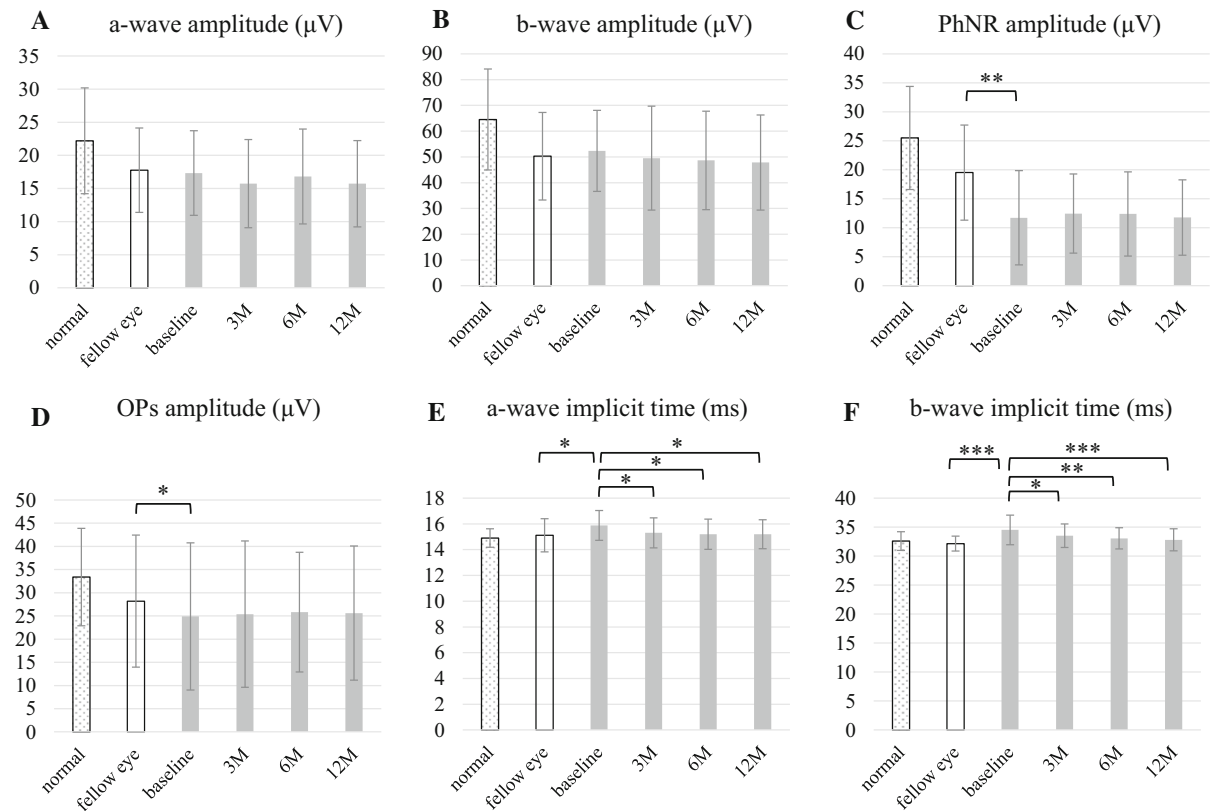 A
a-wave amplitude (μV)
35
30
25
20
15
10
5
0
normal
fellow eye
baseline
3M
6M
12M
B
b-wave amplitude (μV)
90
80
70
60
50
40
30
20
10
0
normal
fellow eye
baseline
3M
6M
12M
C
PhNR amplitude (μV)
40
35
30
25
20
15
10
5
0
**
normal
fellow eye
baseline
3M
6M
12M
D
OPs amplitude (μV)
50
45
40
35
30
25
20
15
10
5
0
*
normal
fellow eye
baseline
3M
6M
12M
E
a-wave implicit time (ms)
*
*
*
*
18
16
14
12
10
8
6
4
2
0
normal
fellow eye
baseline
3M
6M
12M
F
b-wave implicit time (ms)
***
***
**
*
40
35
30
25
20
15
10
5
0
normal
fellow eye
baseline
3M
6M
12M